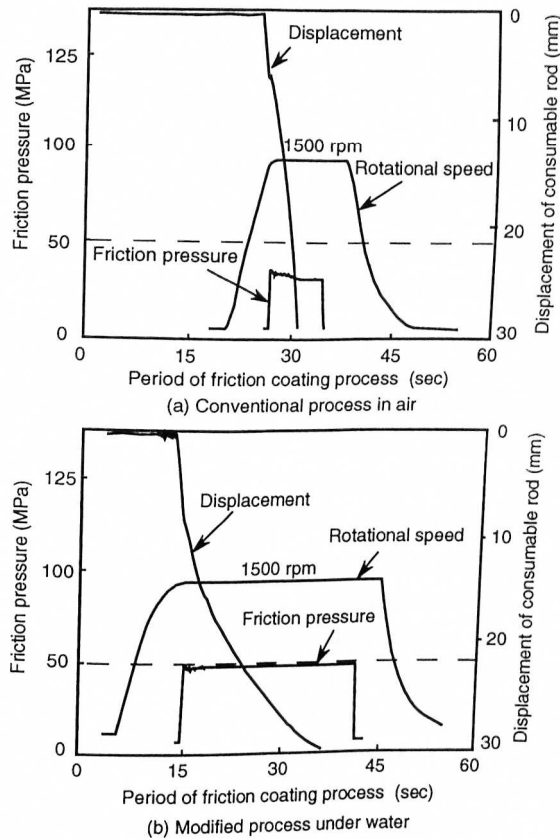 Friction pressure (MPa)
125
100
50
0
0
15
30
45
60
0
10
20
30
Displacement of consumable rod (mm)
Displacement
1500 rpm
Rotational speed
Friction pressure
Period of friction coating process (sec)
(a) Conventional process in air
Friction pressure (MPa)
125
100
50
0
0
15
30
45
60
0
10
20
30
Displacement of consumable rod (mm)
Displacement
Rotational speed
1500 rpm
Friction pressure
Period of friction coating process (sec)
(b) Modified process under water